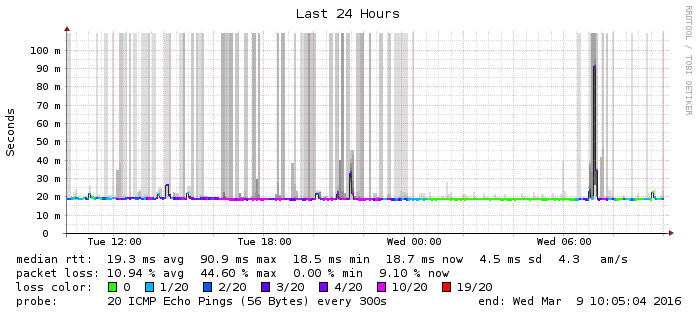 Last 24 Hours
RRDTOOL / TOBI OETIKER
Seconds
100 m
90 m
80 m
70 m
60 m
50 m
40 m
30 m
20 m
10 m
0
Tue 12:00 Tue 18:00 Wed 00:00 Wed 06:00
median rtt: 19.3 ms avg 90.9 ms max 18.5 ms min 18.7 ms now 4.5 ms sd 4.3 am/s
packet loss: 10.94 % avg 44.60 % max 0.00 % min 9.10 % now
loss color: 0 1/20 2/20 3/20 4/20 10/20 19/20
probe: 20 ICMP Echo Pings (56 Bytes) every 300s end: Wed Mar 9 10:05:04 2016